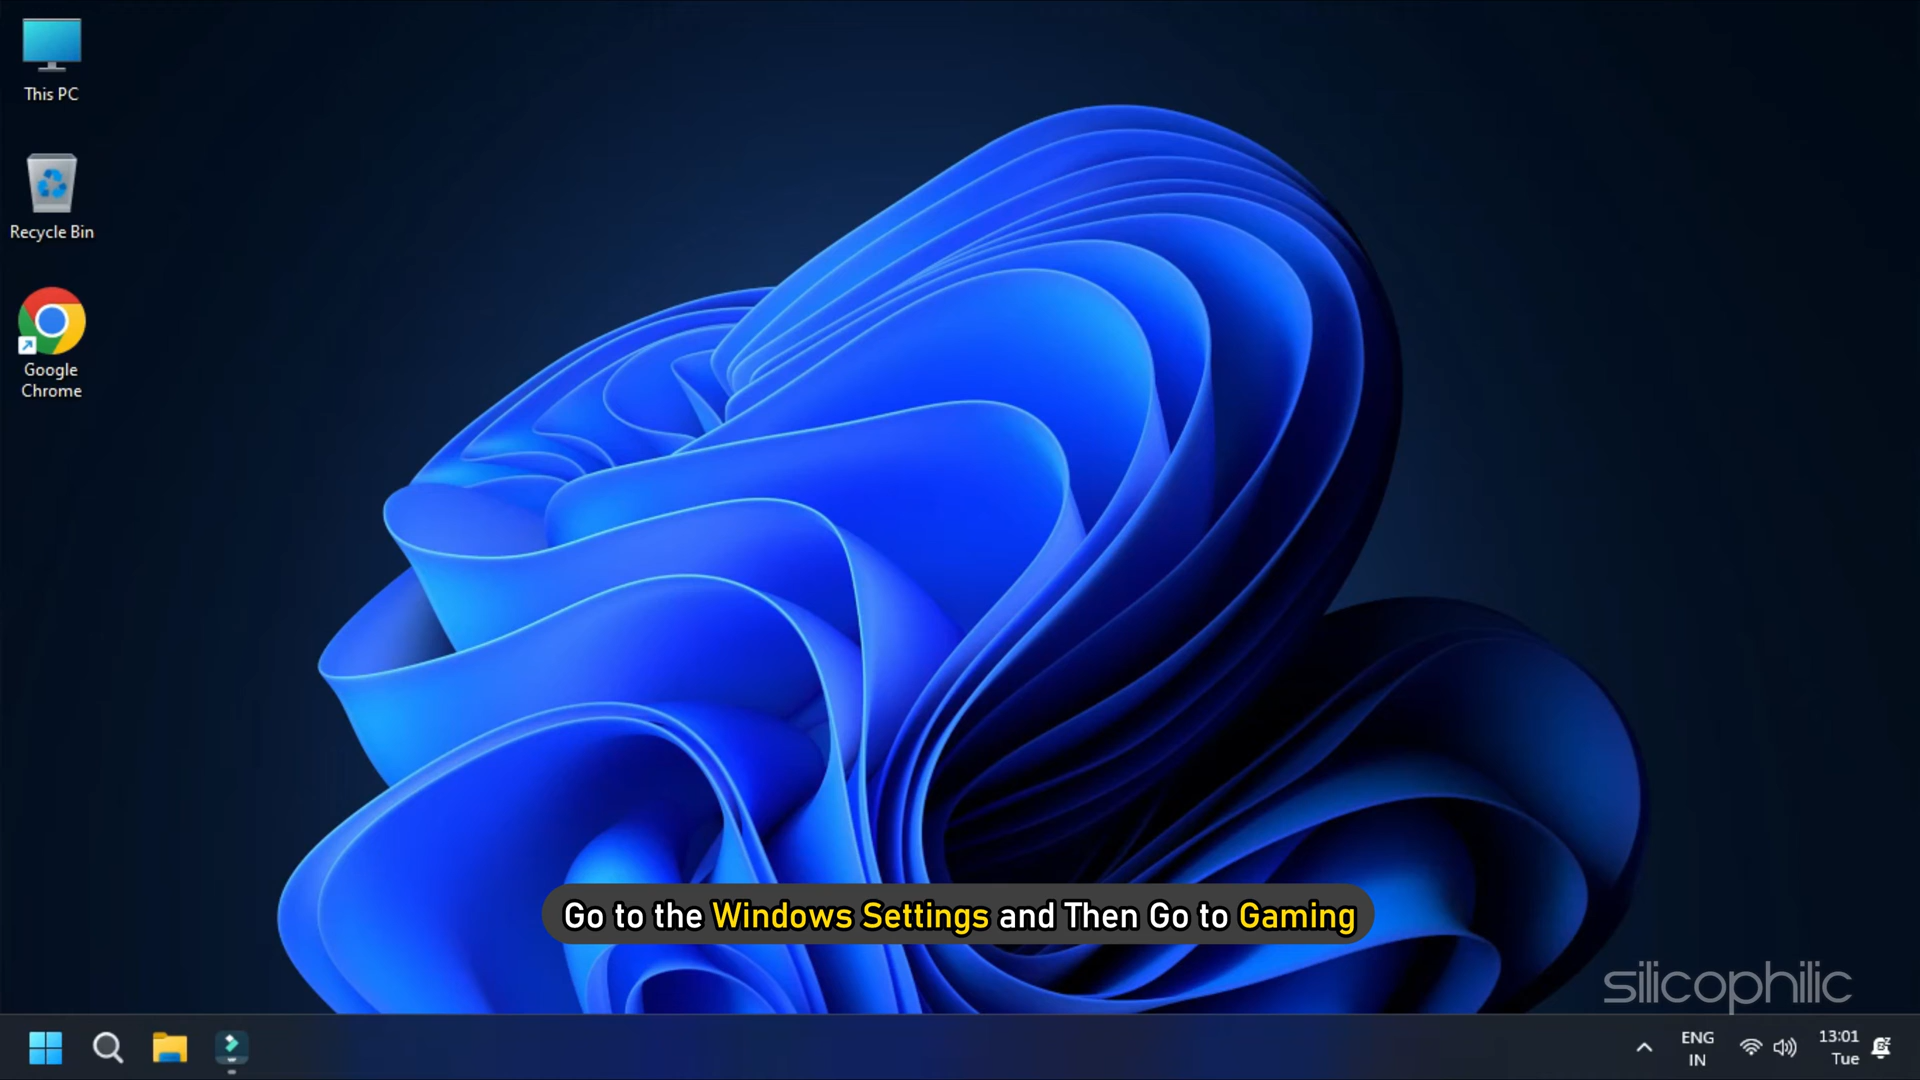 This PC
Recycle Bin
Google
Chrome
Go to the Windows Settings and Then Go to Gaming
silicophilic
ENG
IN
13:01
Tue